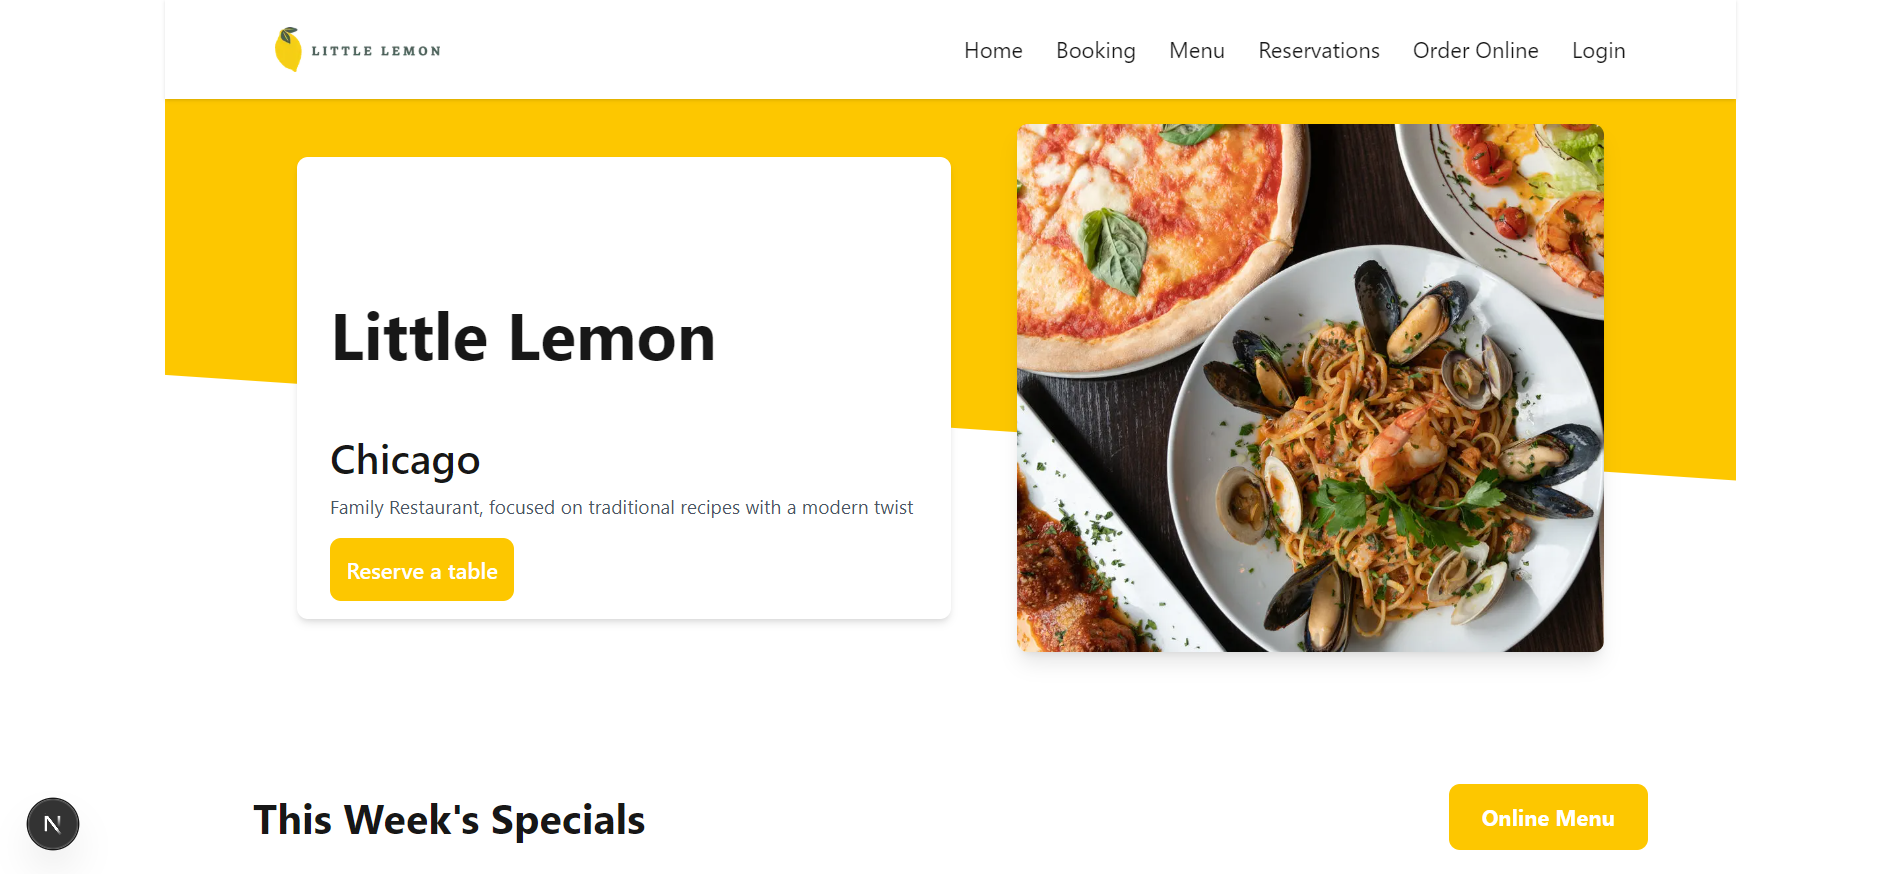 LITTLE LEMON
Home Booking Menu Reservations Order Online Login
Little Lemon
Chicago
Family Restaurant, focused on traditional recipes with a modern twist
Reserve a table
This Week's Specials
Online Menu
N